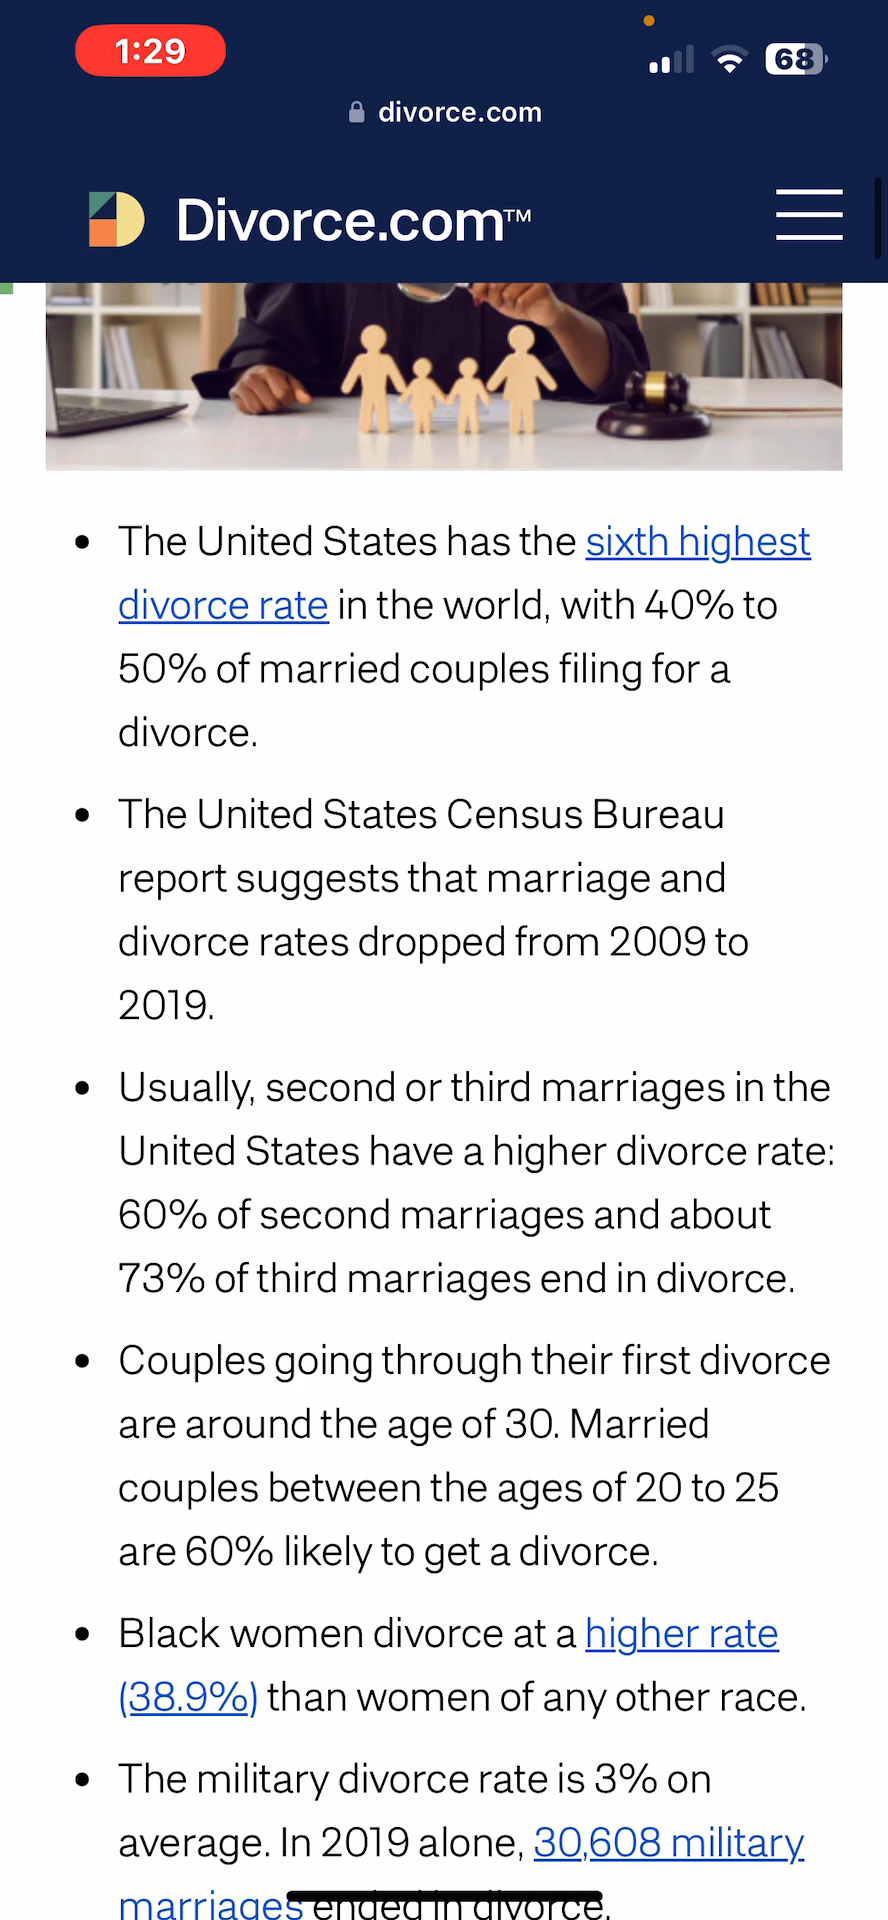 1:29
68
divorce.com
Divorce.com™
• The United States has the sixth highest
divorce rate in the world, with 40% to
50% of married couples filing for a
divorce.
• The United States Census Bureau
report suggests that marriage and
divorce rates dropped from 2009 to
2019.
• Usually, second or third marriages in the
United States have a higher divorce rate:
60% of second marriages and about
73% of third marriages end in divorce.
• Couples going through their first divorce
are around the age of 30. Married
couples between the ages of 20 to 25
are 60% likely to get a divorce.
• Black women divorce at a higher rate
(38.9%) than women of any other race.
• The military divorce rate is 3% on
average. In 2019 alone, 30,608 military
marriages ended in divorce.